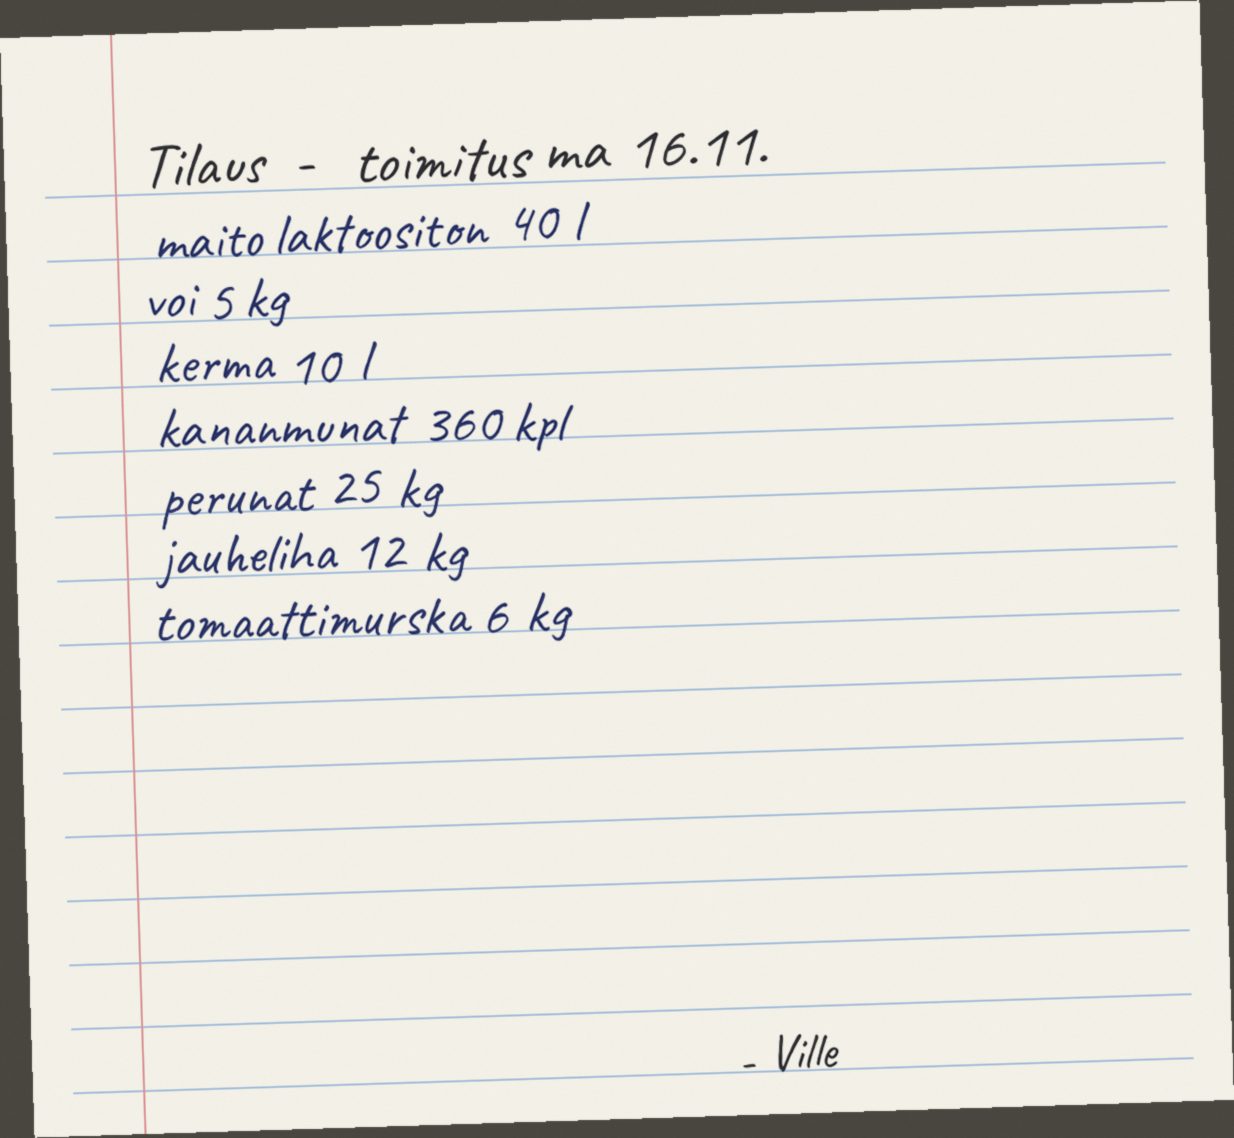 Tilaus - toimitus ma 16.11.
maito laktoositon 40 l
voi 5 kg
kerma 10 l
kananmunat 360 kpl
perunat 25 kg
jauheliha 12 kg
tomaattimurska 6 kg
- Ville